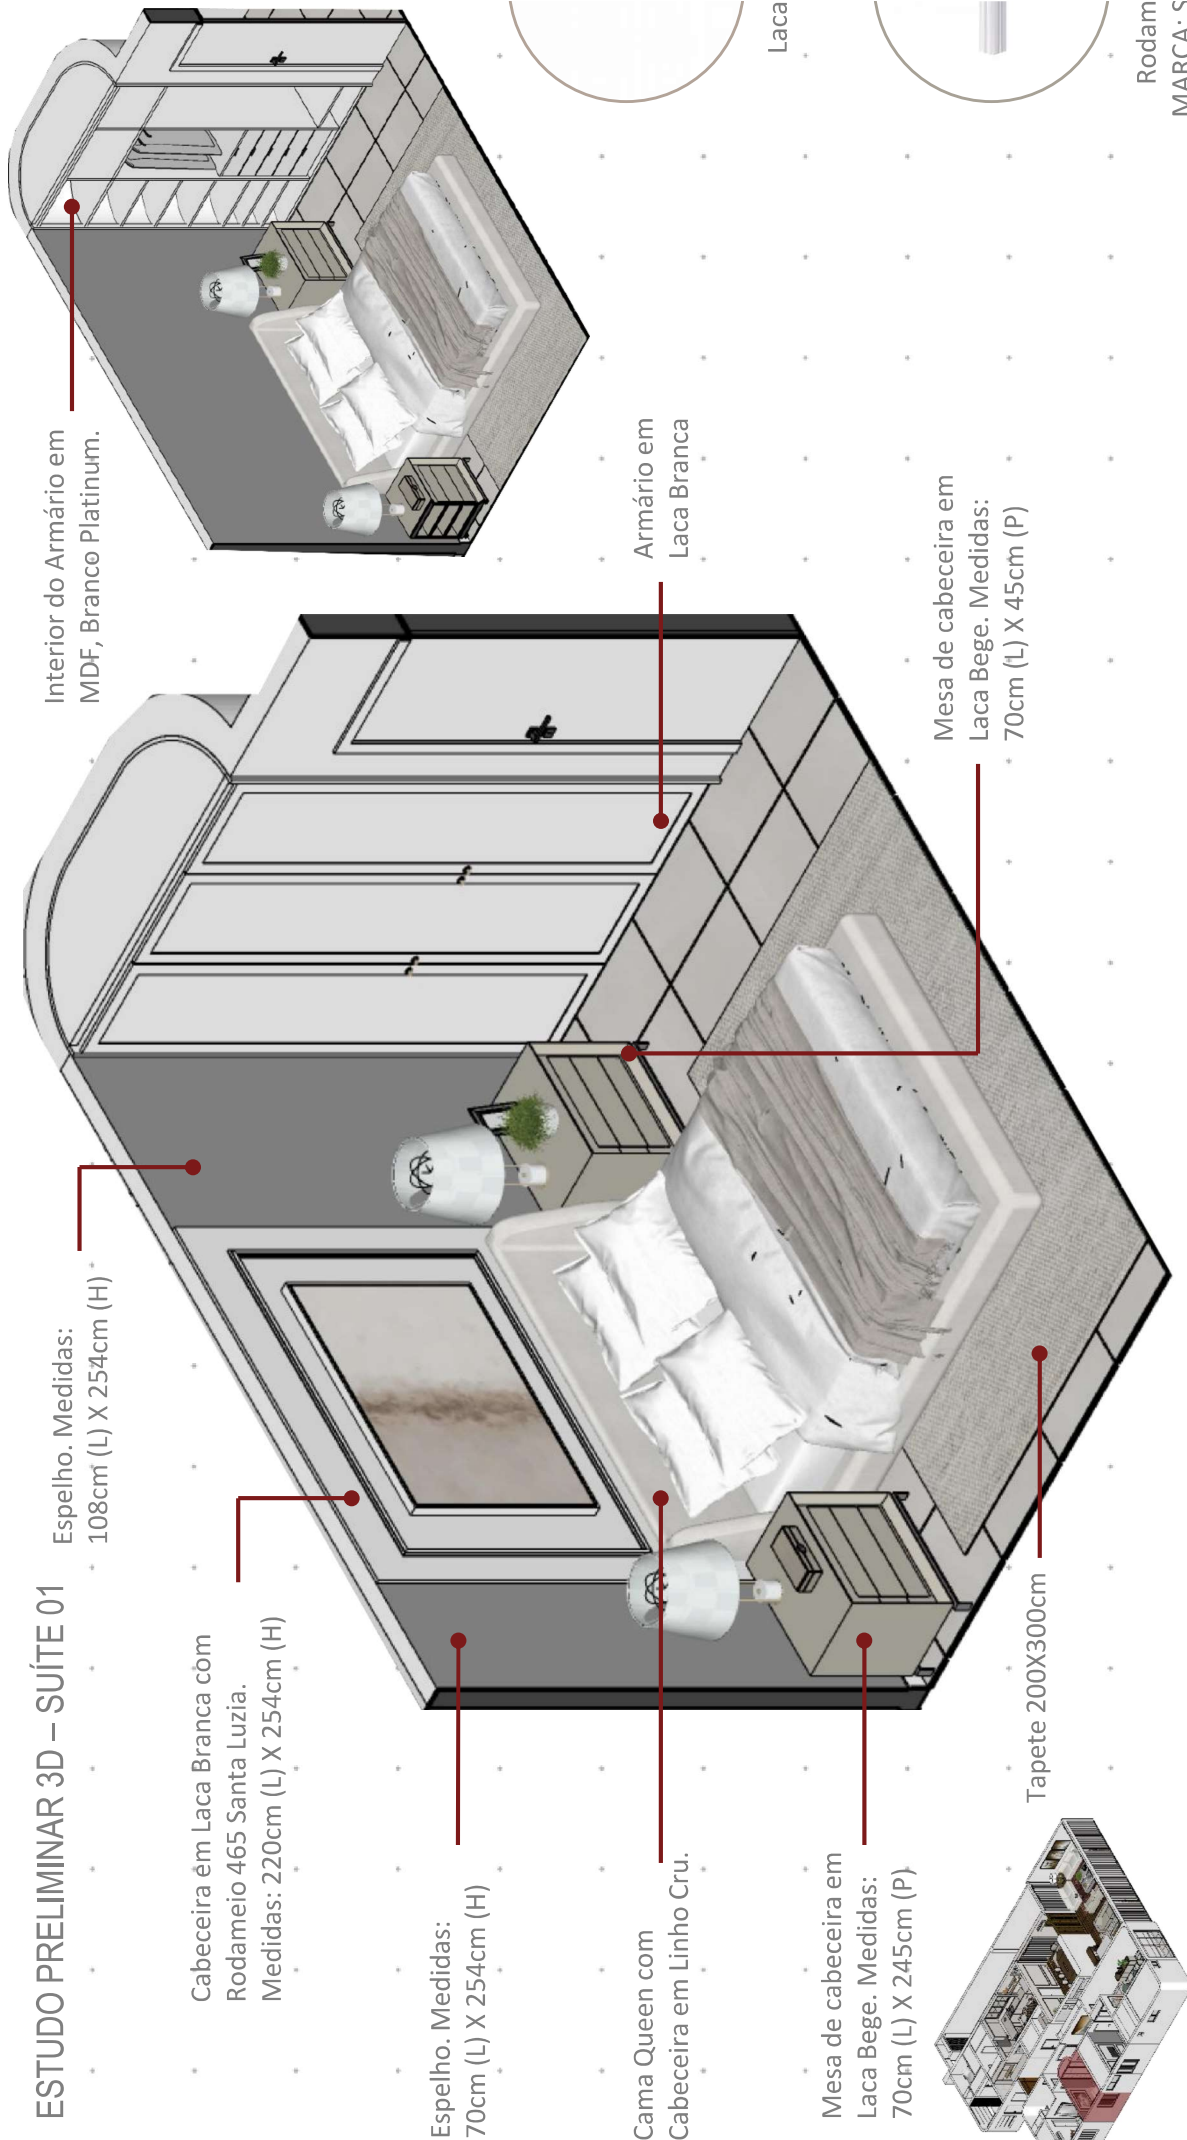 ESTUDO PRELIMINAR 3D – SUÍTE 01
Espelho. Medidas:
108cm (L) X 254cm (H)
Cabeceira em Laca Branca com
Rodameio 465 Santa Luzia.
Medidas: 220cm (L) X 254cm (H)
Espelho. Medidas:
70cm (L) X 254cm (H)
Cama Queen com
Cabeceira em Linho Cru.
Mesa de cabeceira em
Laca Bege. Medidas:
70cm (L) X 245cm (P)
Tapete 200X300cm
Interior do Armário em
MDF, Branco Platinum.
Armário em
Laca Branca
Mesa de cabeceira em
Laca Bege. Medidas:
70cm (L) X 45cm (P)
Laca
Rodam
MARCA: S